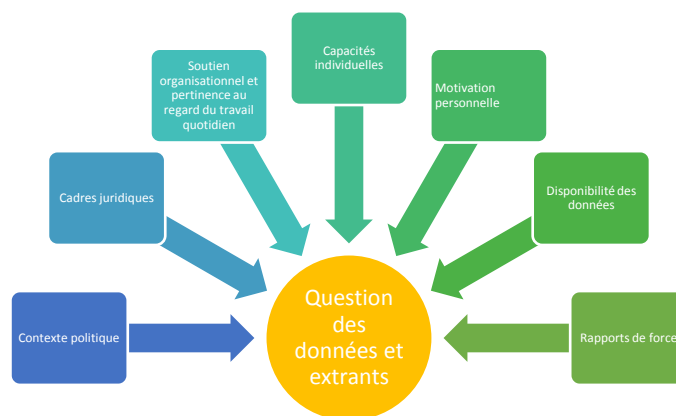 Contexte politique
Cadres juridiques
Soutien
organisationnel et
pertinence au
regard du travail
quotidien
Capacités
individuelles
Motivation
personnelle
Disponibilité des
données
Rapports de force
Question
des
données et
extrants